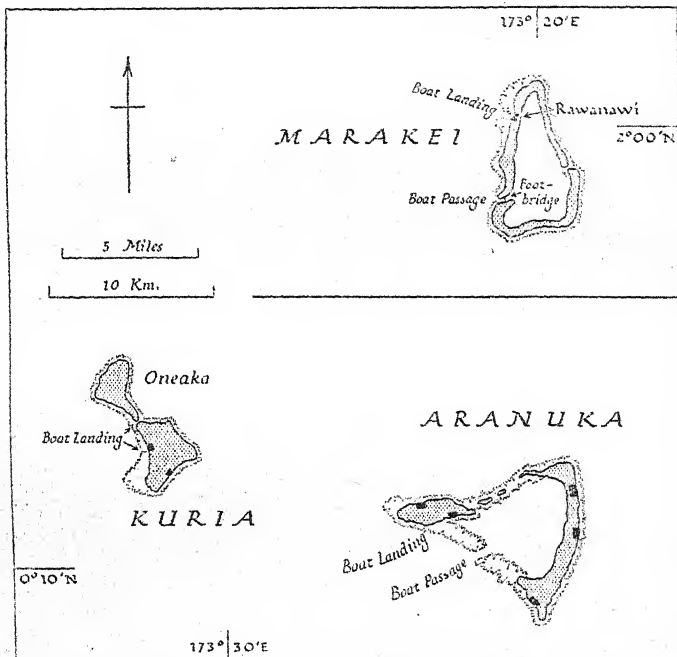 173° 20'E
Boat Landing
Rawanawi
MARAKEI
2°00'N
Foot-
bridge
Boat Passage
5 Miles
10 Km.
Oneaka
ARANUKA
Boat Landing
KURIA
Boat Landing
0°10'N
Boat Passage
173° 30'E